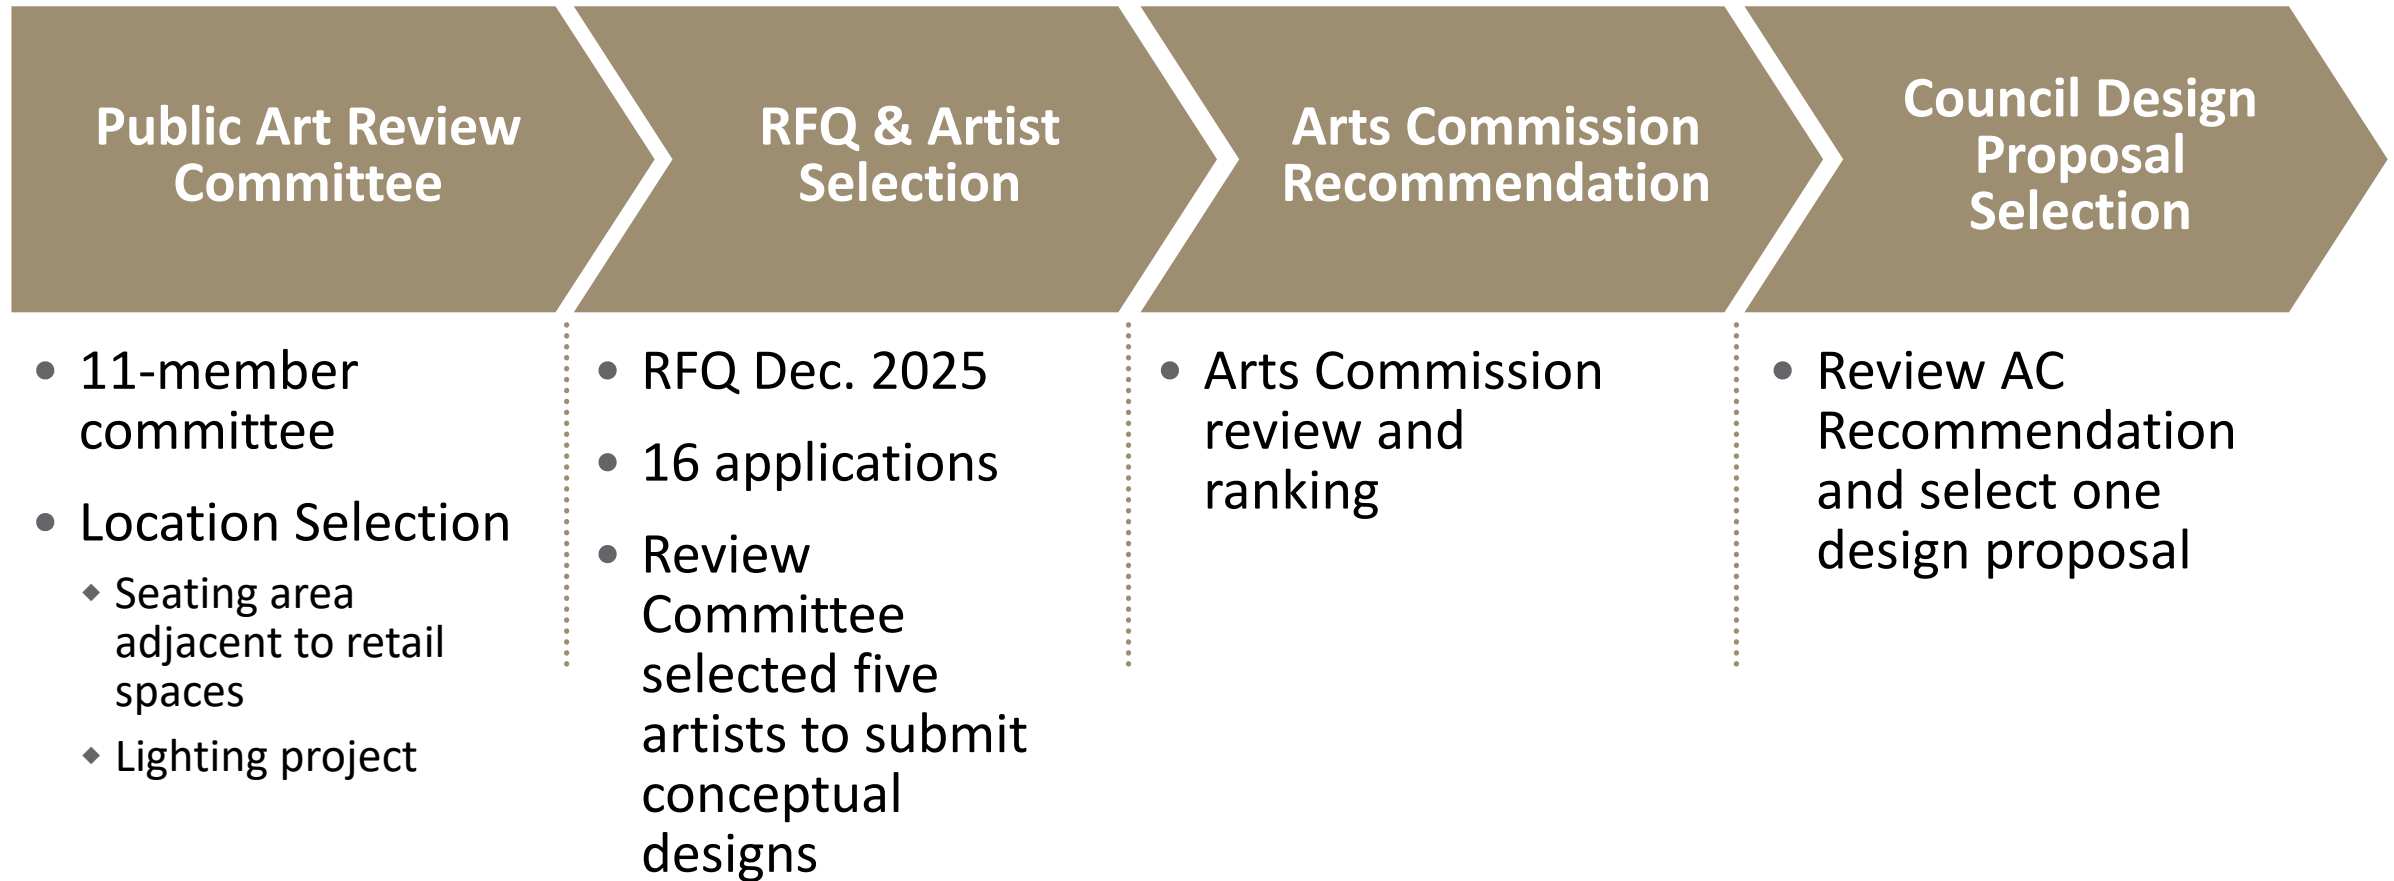 Public Art Review
Committee
RFQ & Artist
Selection
Arts Commission
Recommendation
Council Design
Proposal
Selection
• 11-member
committee
• Location Selection
◆ Seating area
adjacent to retail
spaces
◆ Lighting project
• RFQ Dec. 2025
• 16 applications
• Review
Committee
selected five
artists to submit
conceptual
designs
• Arts Commission
review and
ranking
• Review AC
Recommendation
and select one
design proposal